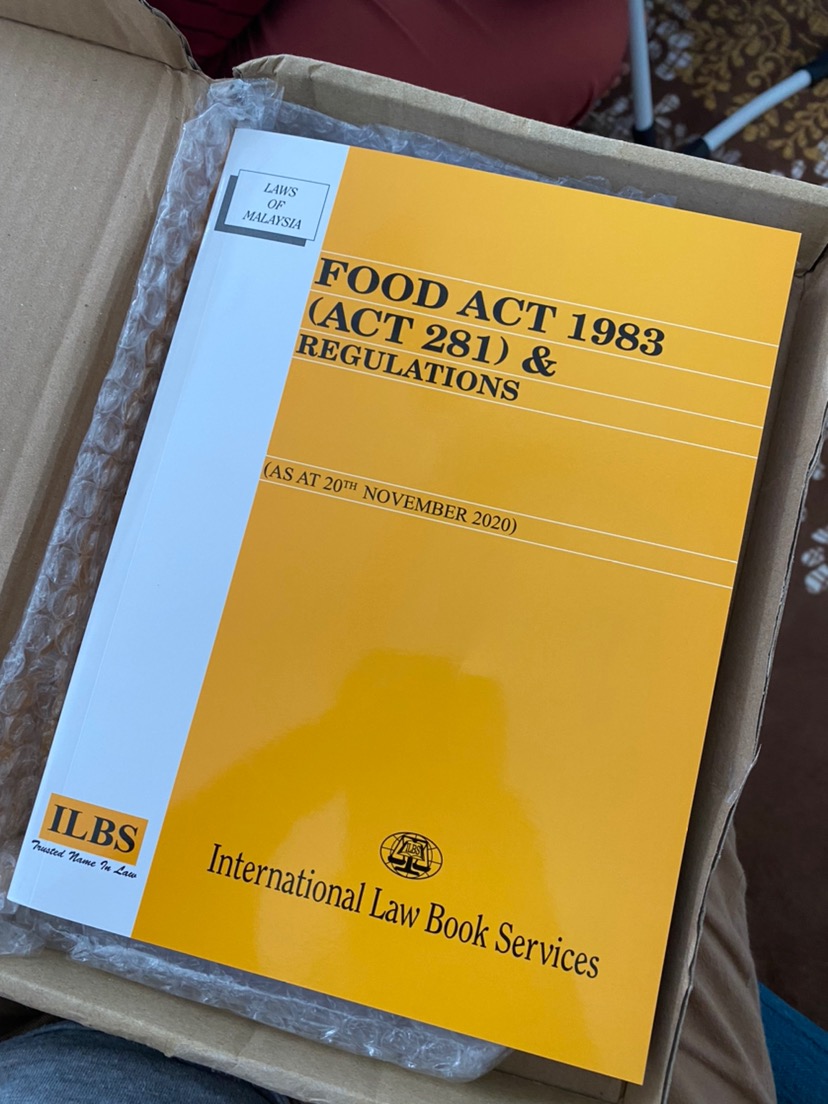 LAWS
OF
MALAYSIA
FOOD ACT 1983
(ACT 281) &
REGULATIONS
(AS AT 20TH NOVEMBER 2020)
ILBS
Trusted Name In Law
ILBS
International Law Book Services